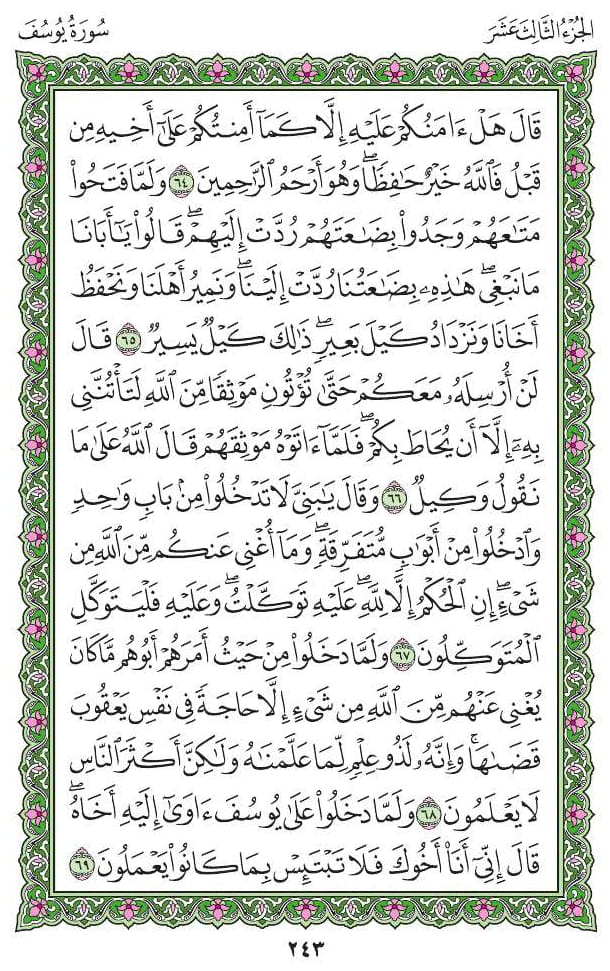 الجزء الثالث عشر
سورة يوسف
قَالَ هَلْ ءَامَنُكُمْ عَلَيْهِ إِلَّا كَمَآ أَمِنتُكُمْ عَلَىٰٓ أَخِيهِ مِن
قَبْلُ فَٱللَّهُ خَيْرٌ حَٰفِظًاۖ وَهُوَ أَرْحَمُ ٱلرَّٰحِمِينَ ٦٤ وَلَمَّا فَتَحُوا۟
مَتَٰعَهُمْ وَجَدُوا۟ بِضَٰعَتَهُمْ رُدَّتْ إِلَيْهِمْۖ قَالُوا۟ يَٰٓأَبَانَا
مَا نَبْغِىۖ هَٰذِهِۦ بِضَٰعَتُنَا رُدَّتْ إِلَيْنَاۖ وَنَمِيرُ أَهْلَنَا وَنَحْفَظُ
أَخَانَا وَنَزْدَادُ كَيْلَ بَعِيرٍۖ ذَٰلِكَ كَيْلٌ يَسِيرٌ ٦٥ قَالَ
لَنْ أُرْسِلَهُۥ مَعَكُمْ حَتَّىٰ تُؤْتُونِ مَوْثِقًا مِّنَ ٱللَّهِ لَتَأْتُنَّنِى
بِهِۦٓ إِلَّآ أَن يُحَاطَ بِكُمْۖ فَلَمَّآ ءَاتَوْهُ مَوْثِقَهُمْ قَالَ ٱللَّهُ عَلَىٰ مَا
نَقُولُ وَكِيلٌ ٦٦ وَقَالَ يَٰبَنِىَّ لَا تَدْخُلُوا۟ مِنۢ بَابٍ وَٰحِدٍ
وَٱدْخُلُوا۟ مِنْ أَبْوَٰبٍ مُّتَفَرِّقَةٍۖ وَمَآ أُغْنِى عَنكُم مِّنَ ٱللَّهِ مِن
شَىْءٍۖ إِنِ ٱلْحُكْمُ إِلَّا لِلَّهِۖ عَلَيْهِ تَوَكَّلْتُۖ وَعَلَيْهِ فَلْيَتَوَكَّلِ
ٱلْمُتَوَكِّلُونَ ٦٧ وَلَمَّا دَخَلُوا۟ مِنْ حَيْثُ أَمَرَهُمْ أَبُوهُم مَّا كَانَ
يُغْنِى عَنْهُم مِّنَ ٱللَّهِ مِن شَىْءٍ إِلَّا حَاجَةً فِى نَفْسِ يَعْقُوبَ
قَضَىٰهَاۚ وَإِنَّهُۥ لَذُو عِلْمٍ لِّمَا عَلَّمْنَٰهُ وَلَٰكِنَّ أَكْثَرَ ٱلنَّاسِ
لَا يَعْلَمُونَ ٦٨ وَلَمَّا دَخَلُوا۟ عَلَىٰ يُوسُفَ ءَاوَىٰٓ إِلَيْهِ أَخَاهُۖ
قَالَ إِنِّىٓ أَنَا۠ أَخُوكَ فَلَا تَبْتَئِسْ بِمَا كَانُوا۟ يَعْمَلُونَ ٦٩
٢٤٣